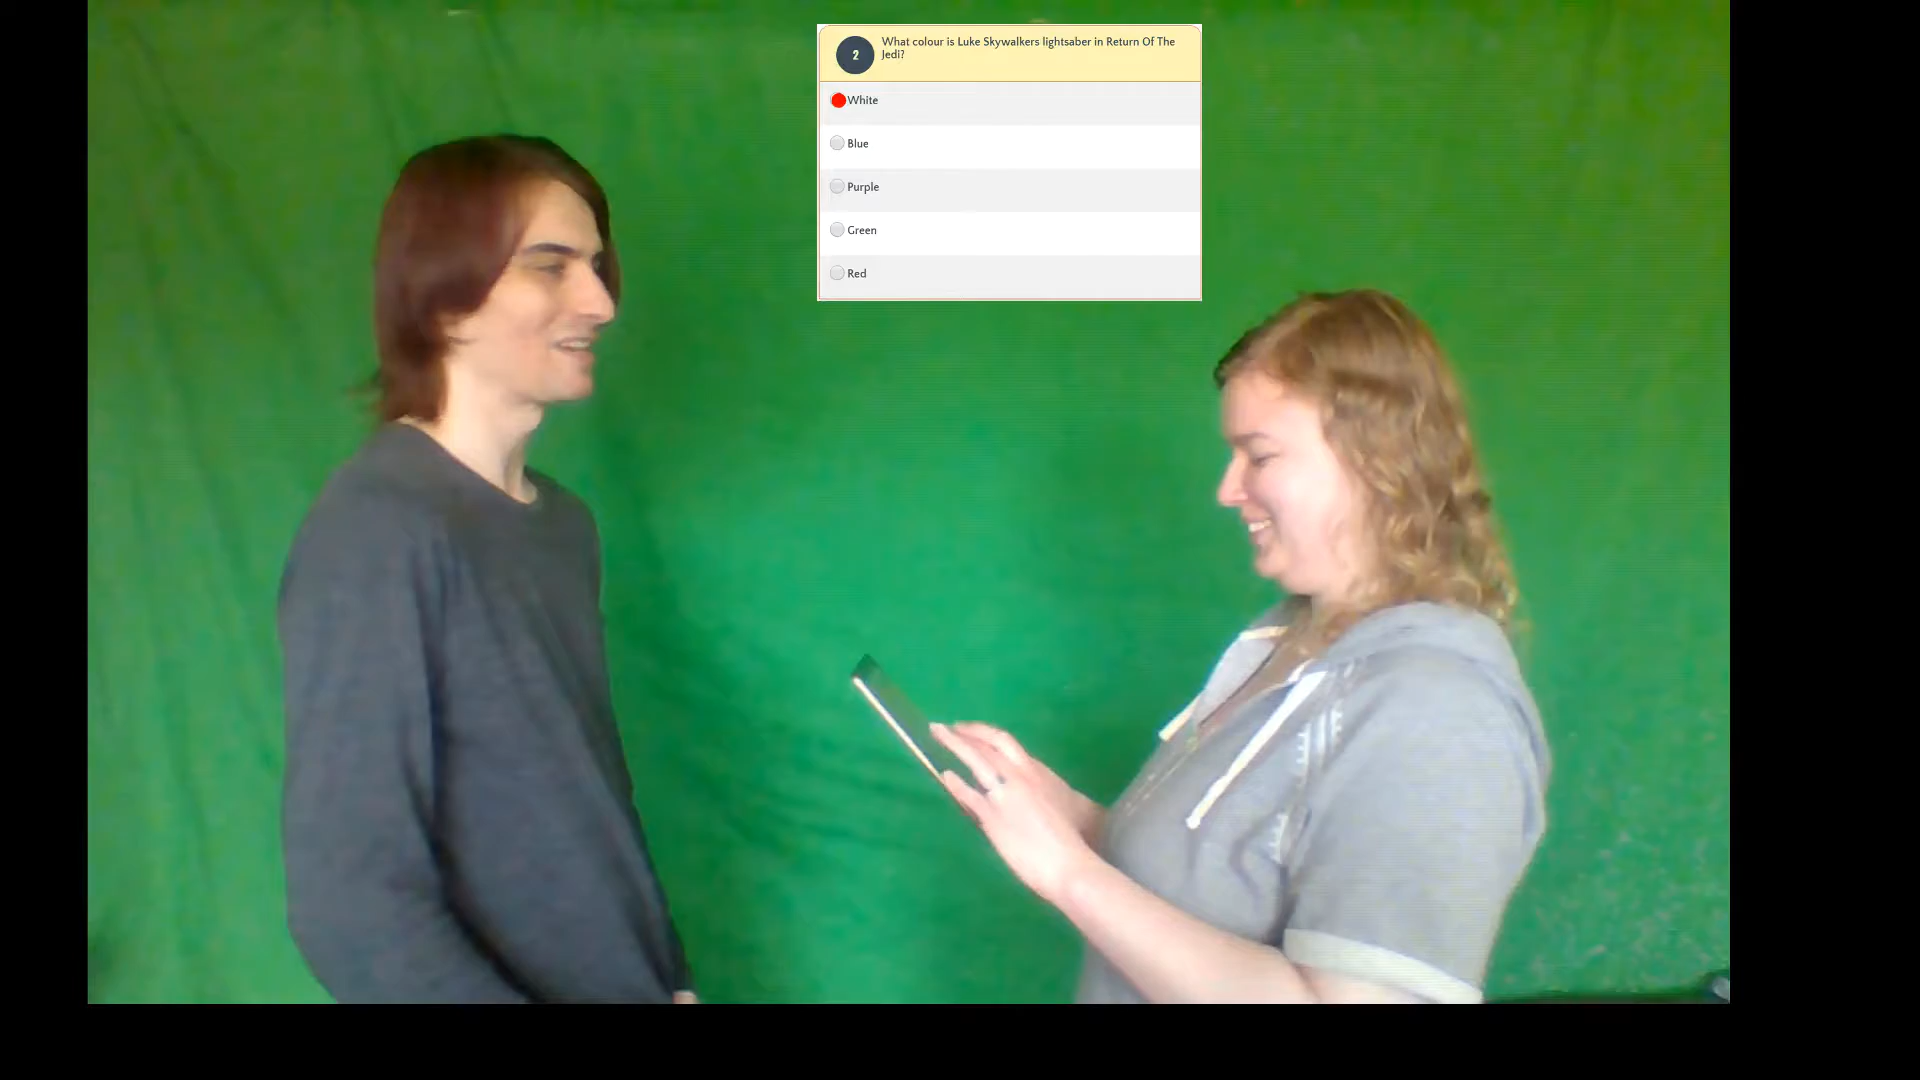 2
What colour is Luke Skywalkers lightsaber in Return Of The
Jedi?
White
Blue
Purple
Green
Red